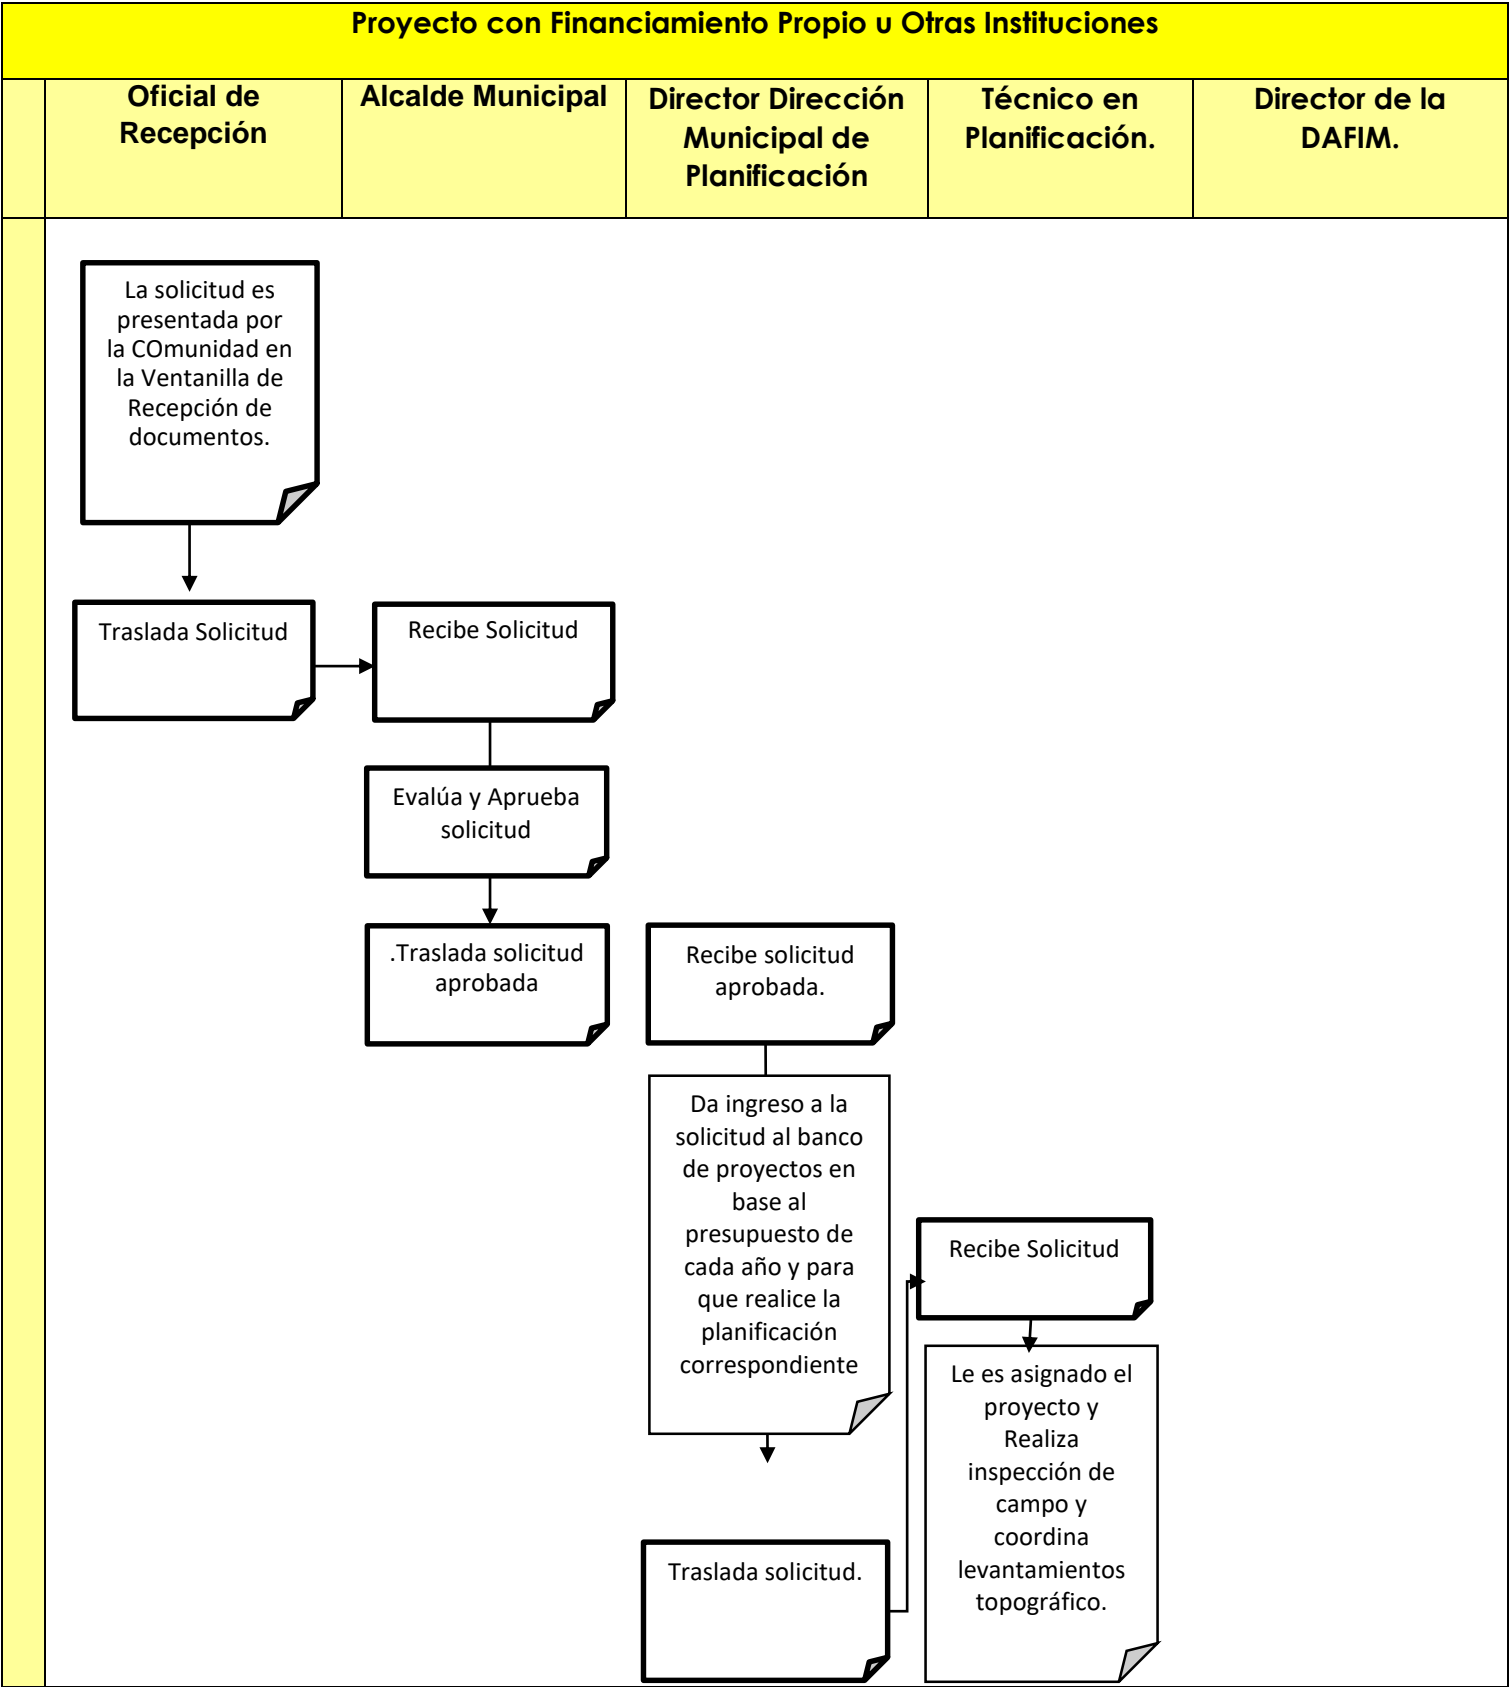 Proyecto con Financiamiento Propio u Otras Instituciones
Oficial de
Recepción
Alcalde Municipal
Director Dirección
Municipal de
Planificación
Técnico en
Planificación.
Director de la
DAFIM.
La solicitud es
presentada por
la COmunidad en
la Ventanilla de
Recepción de
documentos.
Traslada Solicitud
Recibe Solicitud
Evalúa y Aprueba
solicitud
.Traslada solicitud
aprobada
Recibe solicitud
aprobada.
Da ingreso a la
solicitud al banco
de proyectos en
base al
presupuesto de
cada año y para
que realice la
planificación
correspondiente
Traslada solicitud.
Recibe Solicitud
Le es asignado el
proyecto y
Realiza
inspección de
campo y
coordina
levantamientos
topográfico.